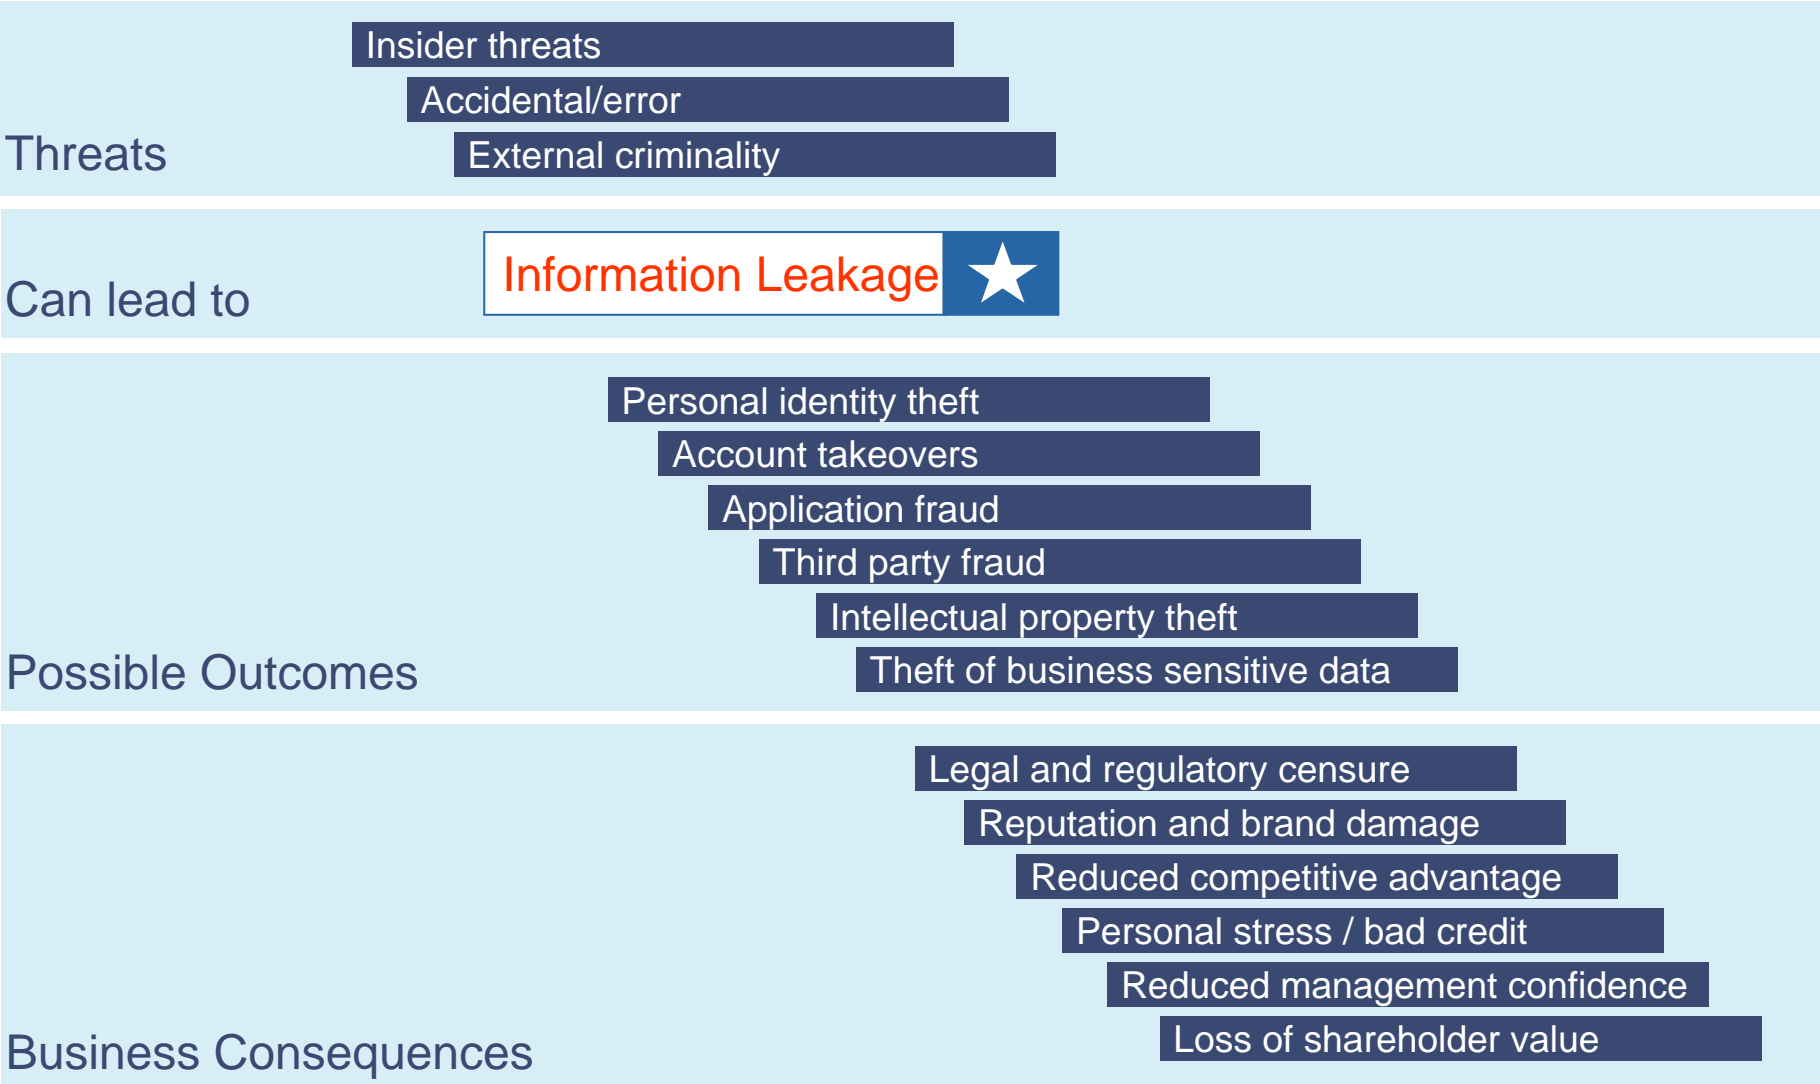 Insider threats
Accidental/error
Threats
External criminality
Can lead to
Information Leakage
Personal identity theft
Account takeovers
Application fraud
Third party fraud
Intellectual property theft
Possible Outcomes
Theft of business sensitive data
Legal and regulatory censure
Reputation and brand damage
Reduced competitive advantage
Personal stress / bad credit
Reduced management confidence
Business Consequences
Loss of shareholder value